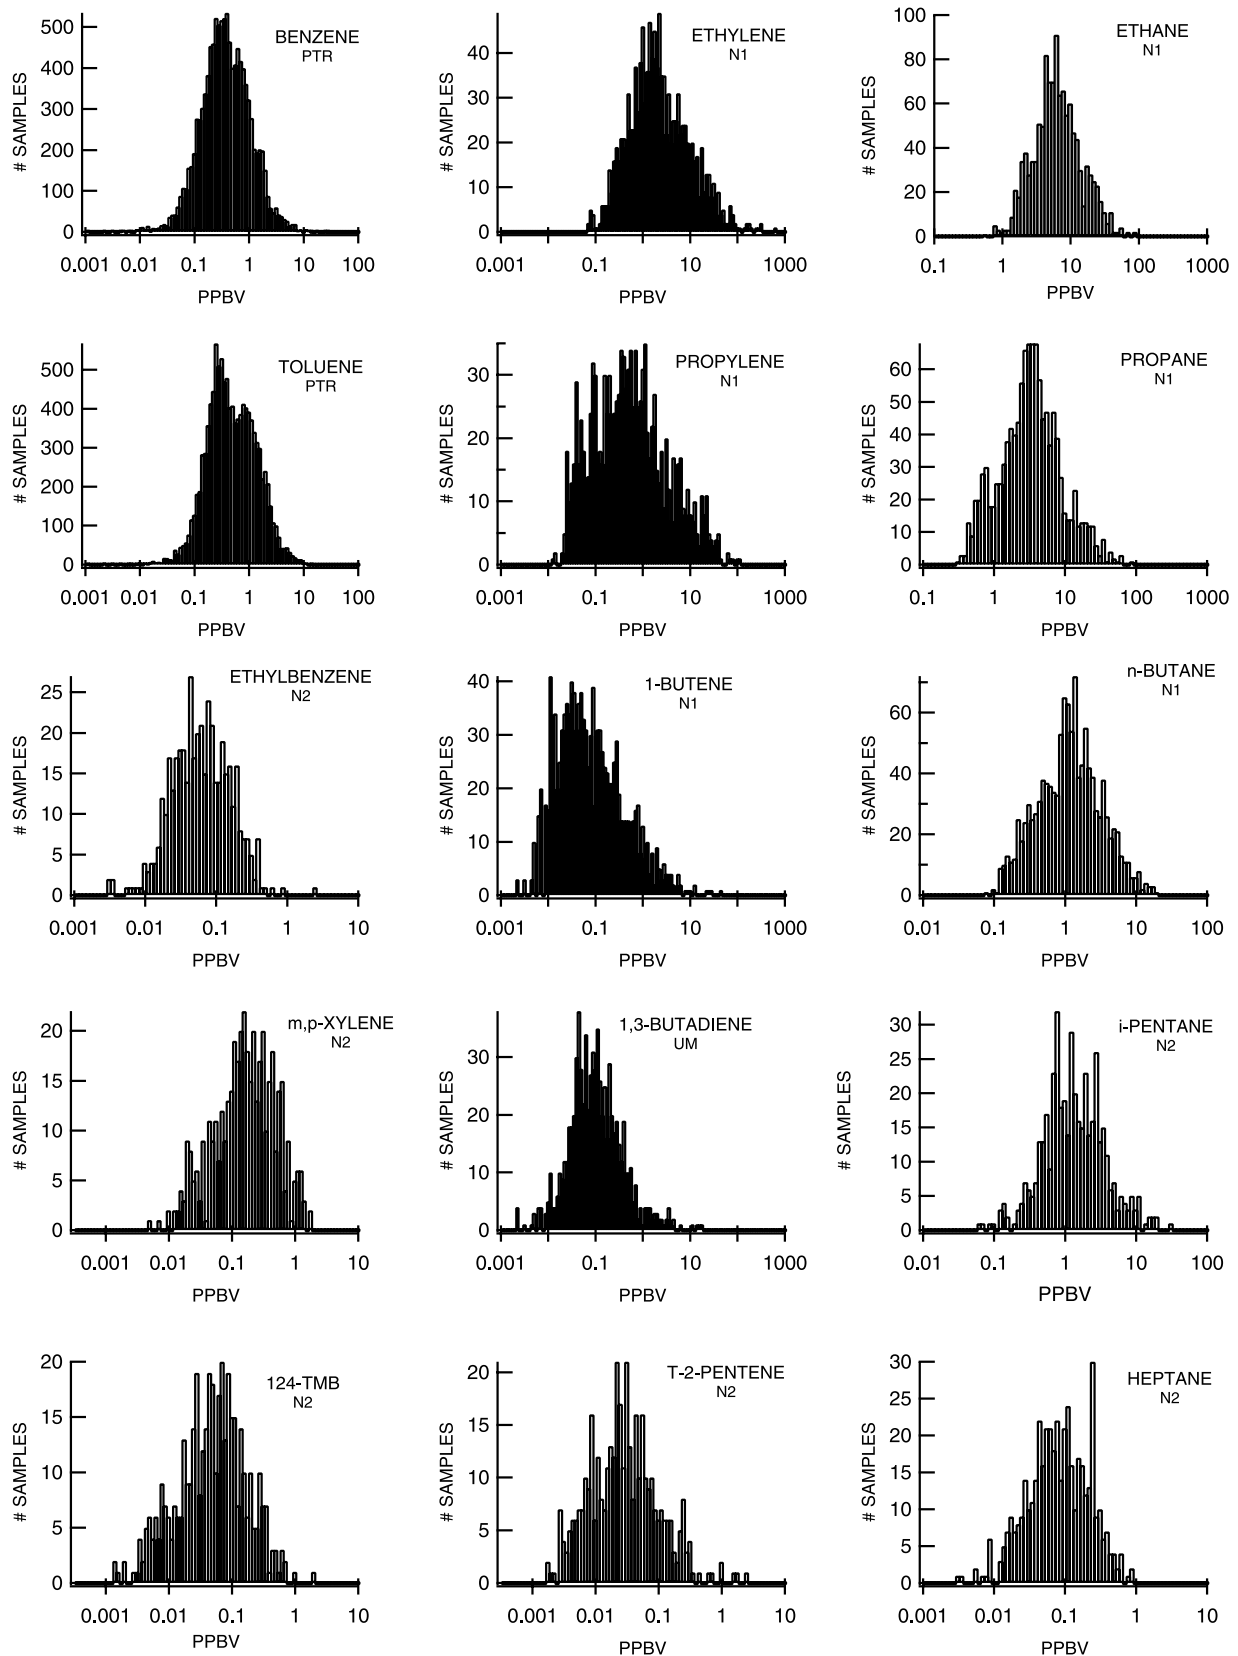 BENZENE
PTR
# SAMPLES
500
400
300
200
100
0
0.001 0.01 0.1 1 10 100
PPBV
ETHYLENE
N1
# SAMPLES
40
30
20
10
0
0.001 0.1 10 1000
PPBV
ETHANE
N1
# SAMPLES
100
80
60
40
20
0
0.1 1 10 100 1000
PPBV
TOLUENE
PTR
# SAMPLES
500
400
300
200
100
0
0.001 0.01 0.1 1 10 100
PPBV
PROPYLENE
N1
# SAMPLES
30
20
10
0
0.001 0.1 10 1000
PPBV
PROPANE
N1
# SAMPLES
60
50
40
30
20
10
0
0.1 1 10 100 1000
PPBV
ETHYLBENZENE
N2
# SAMPLES
25
20
15
10
5
0
0.001 0.01 0.1 1 10
PPBV
1-BUTENE
N1
# SAMPLES
40
30
20
10
0
0.001 0.1 10 1000
PPBV
n-BUTANE
N1
# SAMPLES
60
40
20
0
0.01 0.1 1 10 100
PPBV
m,p-XYLENE
N2
# SAMPLES
20
15
10
5
0
0.001 0.01 0.1 1 10
PPBV
1,3-BUTADIENE
UM
# SAMPLES
30
20
10
0
0.001 0.1 10 1000
PPBV
i-PENTANE
N2
# SAMPLES
30
25
20
15
10
5
0
0.01 0.1 1 10 100
PPBV
124-TMB
N2
# SAMPLES
20
15
10
5
0
0.001 0.01 0.1 1 10
PPBV
T-2-PENTENE
N2
# SAMPLES
20
15
10
5
0
0.001 0.01 0.1 1 10
PPBV
HEPTANE
N2
# SAMPLES
30
25
20
15
10
5
0
0.001 0.01 0.1 1 10
PPBV